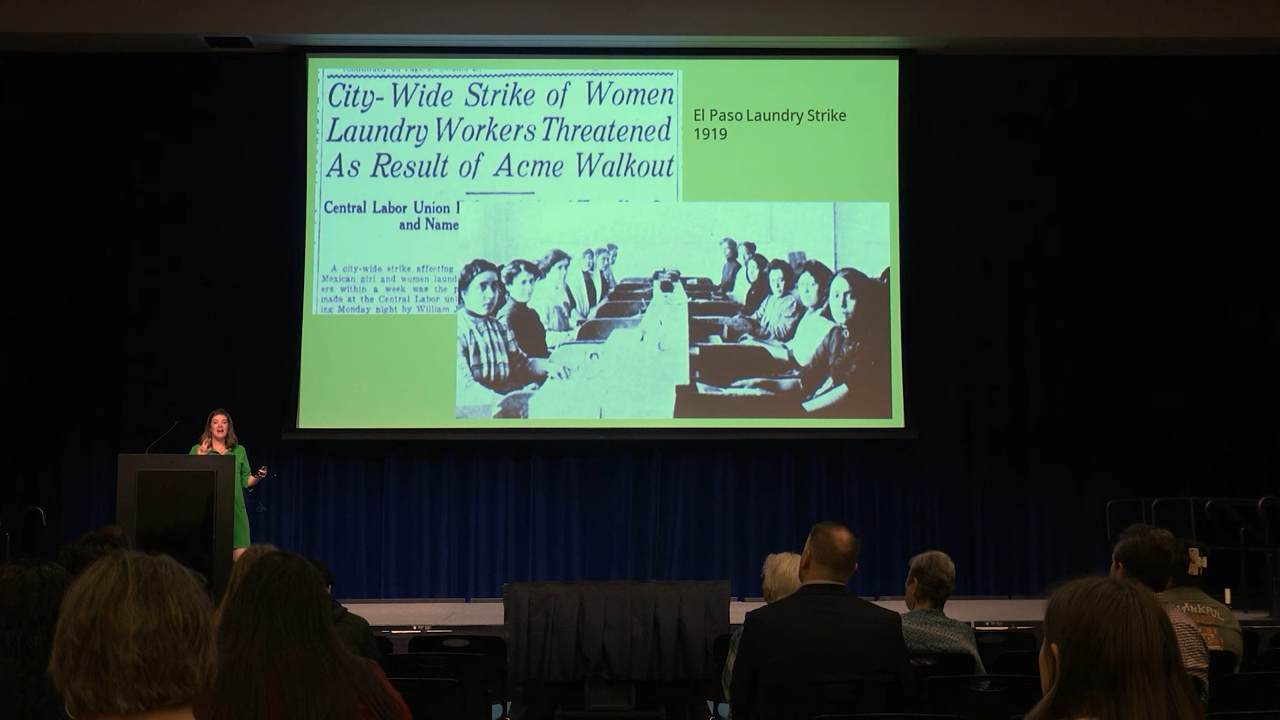 City-Wide Strike of Women
Laundry Workers Threatened
As Result of Acme Walkout
Central Labor Union
and Name
A city-wide strike affecting
Mexican girl and women laund
ers within a week was the
made at the Central Labor uni
ing Monday night by William
El Paso Laundry Strike
1919